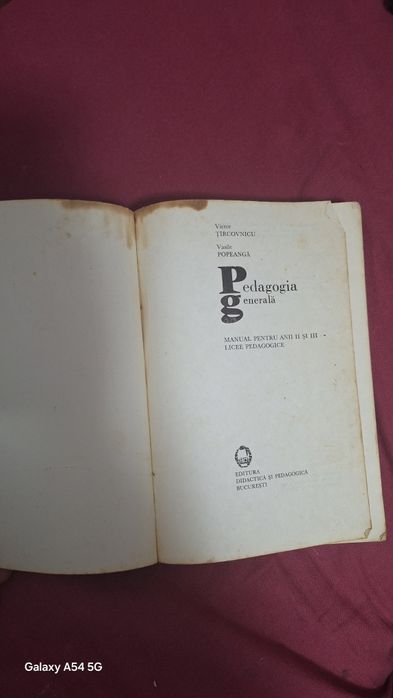 Victor
ȚÎRCOVNICU
Vasile
POPEANGĂ
Pedagogia
generală
MANUAL PENTRU ANII II ȘI III
LICEE PEDAGOGICE
EDITURA
DIDACTICĂ ȘI PEDAGOGICĂ
BUCUREȘTI
Galaxy A54 5G